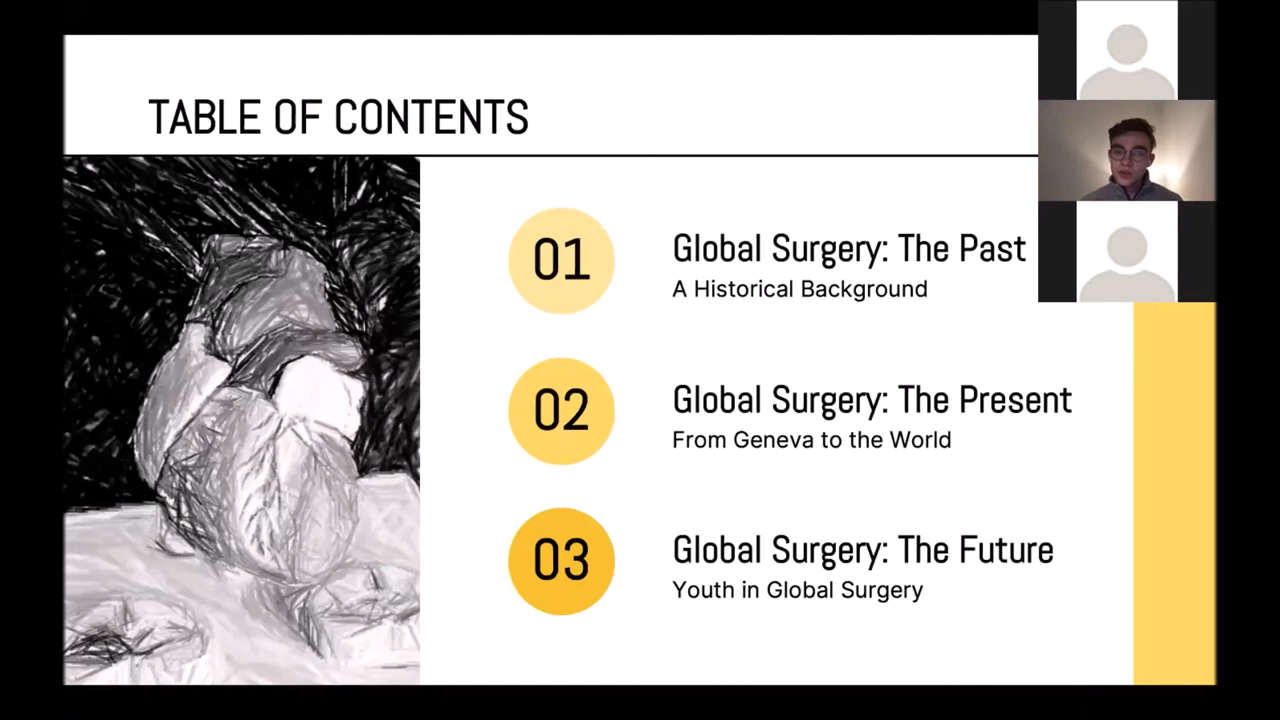 TABLE OF CONTENTS
01
Global Surgery: The Past
A Historical Background
02
Global Surgery: The Present
From Geneva to the World
03
Global Surgery: The Future
Youth in Global Surgery